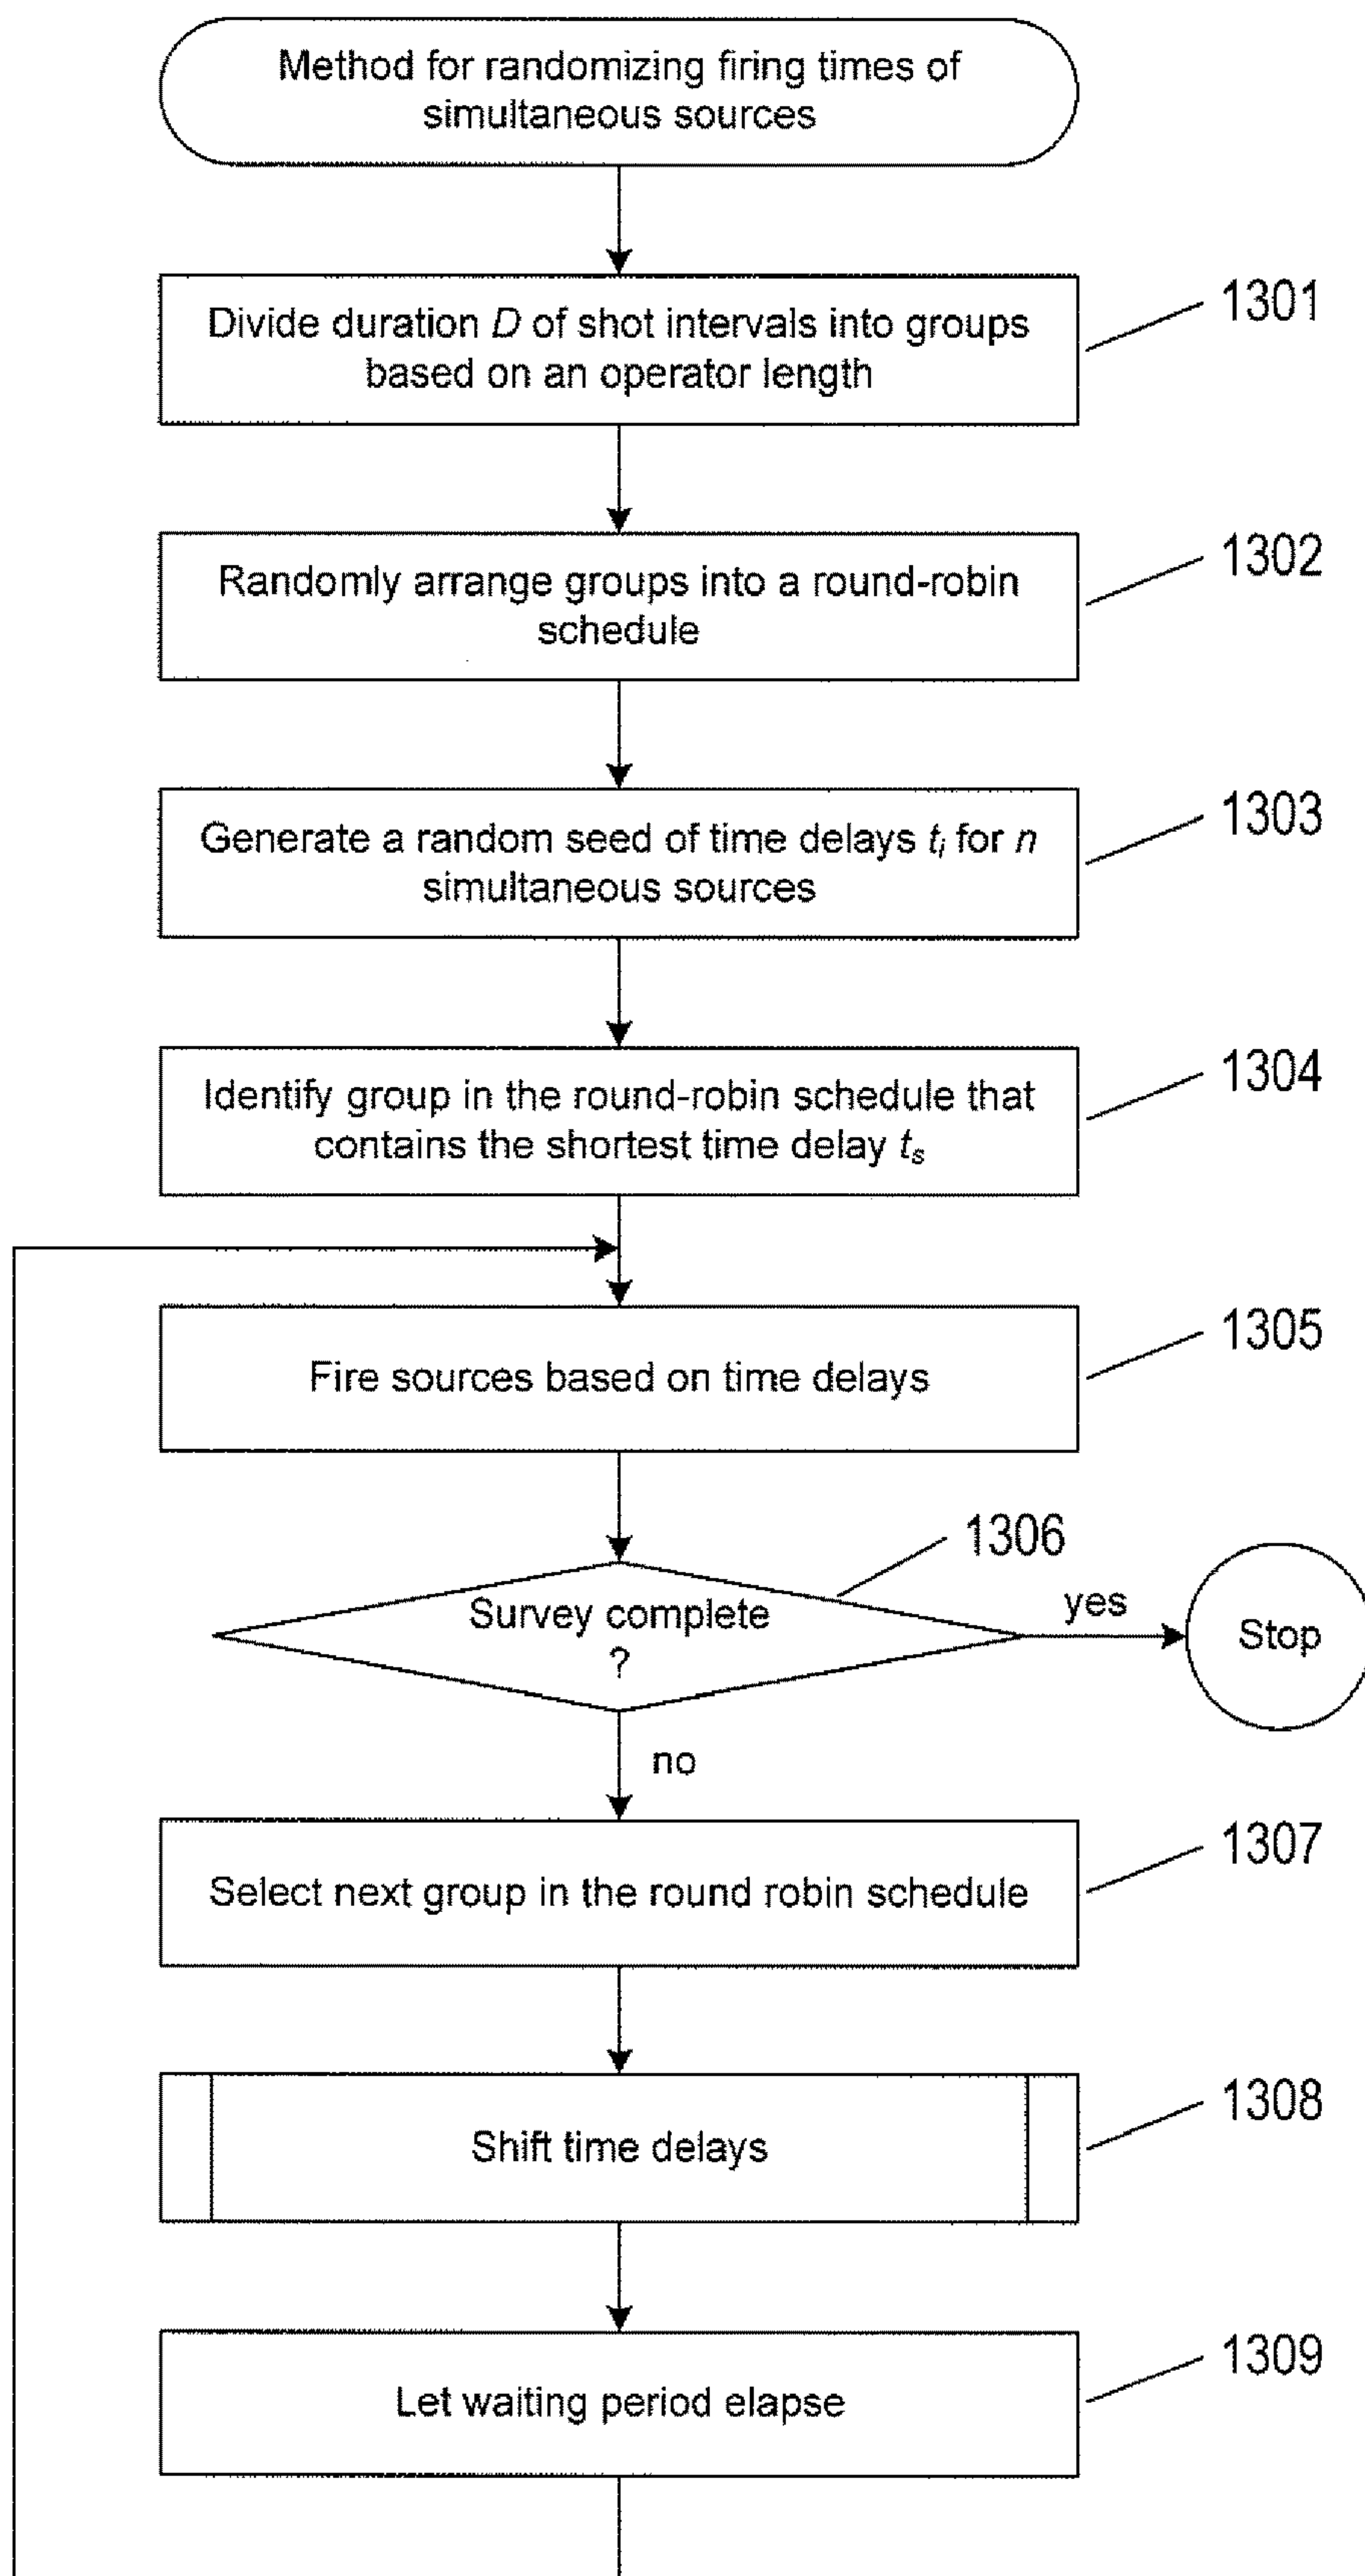 Method for randomizing firing times of
simultaneous sources
Divide duration D of shot intervals into groups
based on an operator length
1301
Randomly arrange groups into a round-robin
schedule
1302
Generate a random seed of time delays ti for n
simultaneous sources
1303
Identify group in the round-robin schedule that
contains the shortest time delay ts
1304
Fire sources based on time delays
1305
1306
Survey complete
?
yes
Stop
no
Select next group in the round robin schedule
1307
Shift time delays
1308
Let waiting period elapse
1309